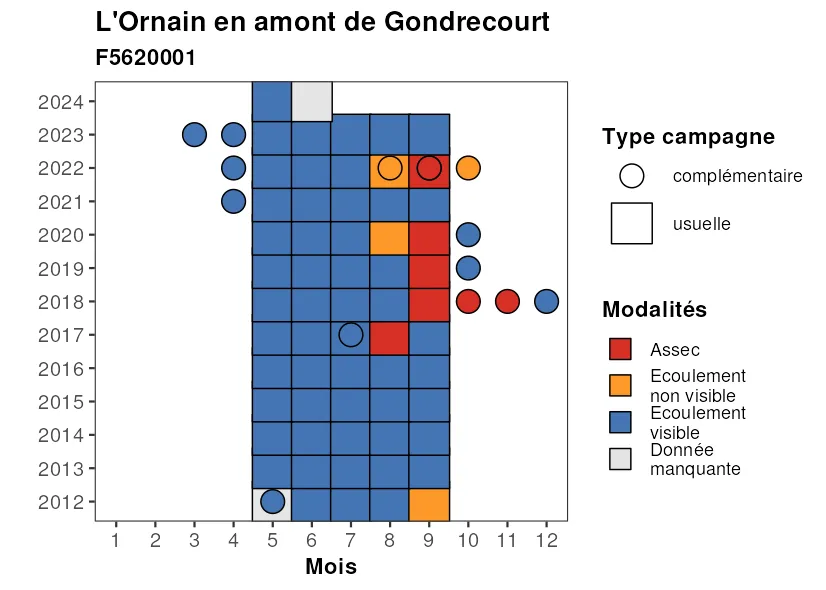 L'Ornain en amont de Gondrecourt
F5620001
2024
2023
2022
2021
2020
2019
2018
2017
2016
2015
2014
2013
2012
1 2 3 4 5 6 7 8 9 10 11 12
Mois
Type campagne
complémentaire
usuelle
Modalités
Assec
Ecoulement
non visible
Ecoulement
visible
Donnée
manquante